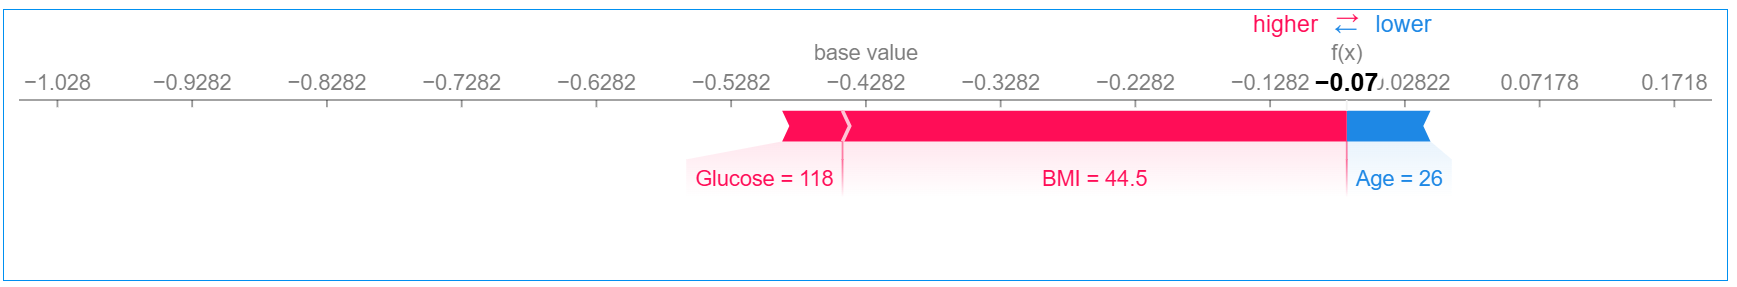 higher ⇄ lower
base value f(x)
−1.028 −0.9282 −0.8282 −0.7282 −0.6282 −0.5282 −0.4282 −0.3282 −0.2282 −0.1282 −0.07 .02822 0.07178 0.1718
Glucose = 118 BMI = 44.5 Age = 26